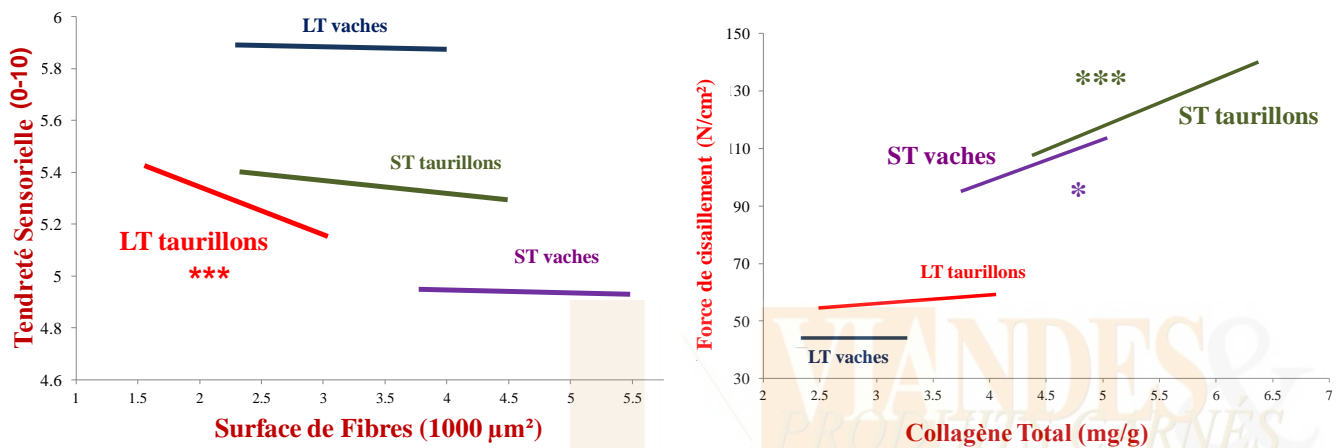 Tendreté Sensorielle (0-10)
6
5.8
5.6
5.4
5.2
5
4.8
4.6
LT vaches
ST taurillons
LT taurillons
***
ST vaches
1 1.5 2 2.5 3 3.5 4 4.5 5 5.5
Surface de Fibres (1000 µm²)
Force de cisaillement (N/cm²)
150
130
110
90
70
50
30
***
ST taurillons
ST vaches
*
LT taurillons
LT vaches
VIANDES &
PRODUITS CARNÉS
2 2.5 3 3.5 4 4.5 5 5.5 6 6.5 7
Collagène Total (mg/g)